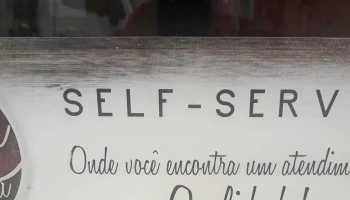 SELF-SERV
Onde você encontra um atendim